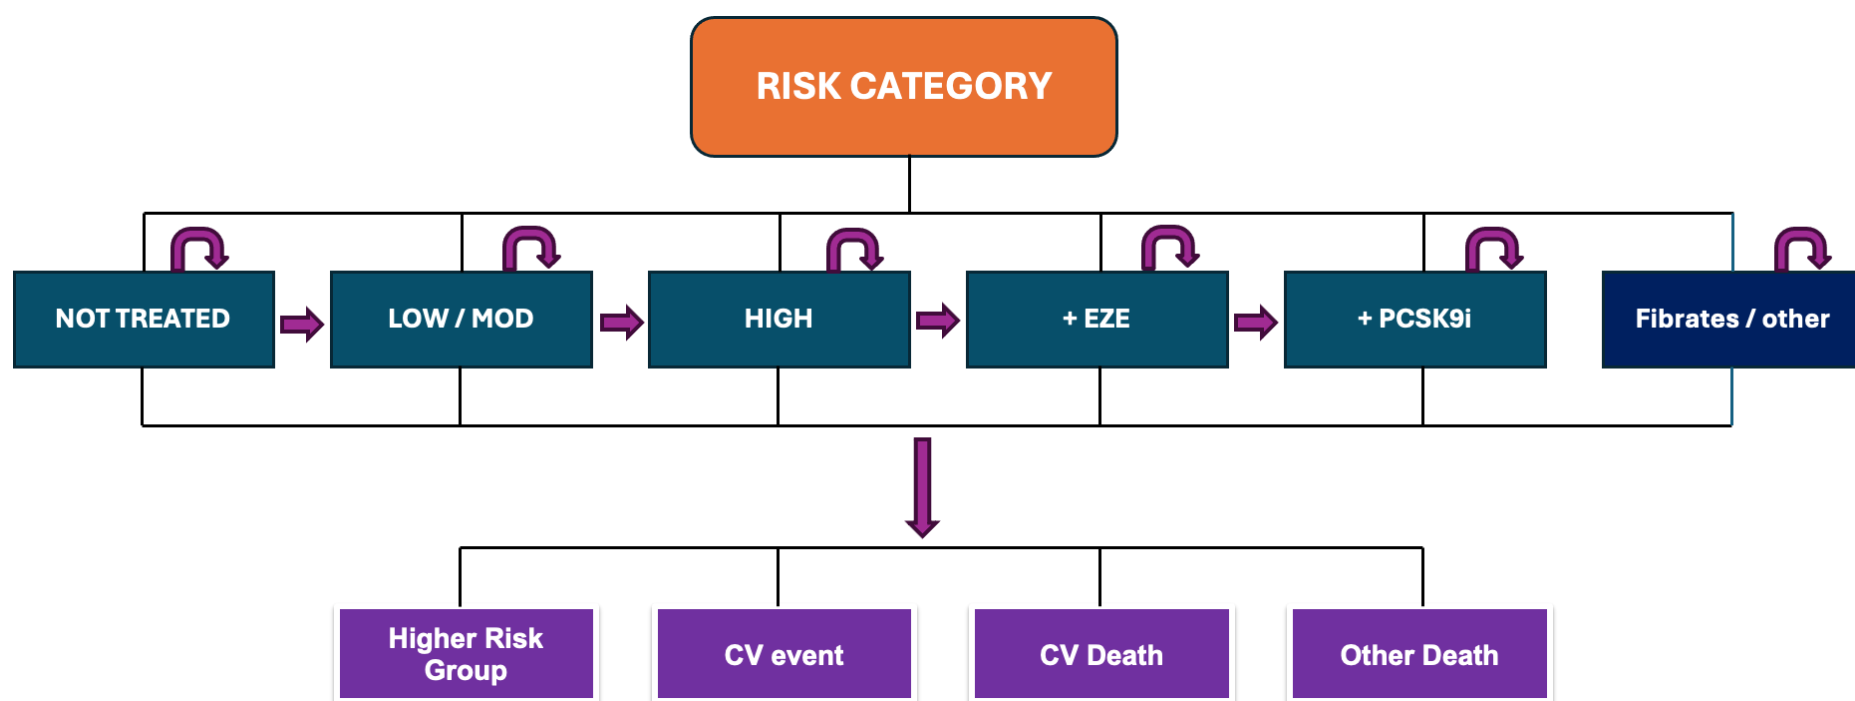 RISK CATEGORY
NOT TREATED
LOW / MOD
HIGH
+ EZE
+ PCSK9i
Fibrates / other
Higher Risk
Group
CV event
CV Death
Other Death